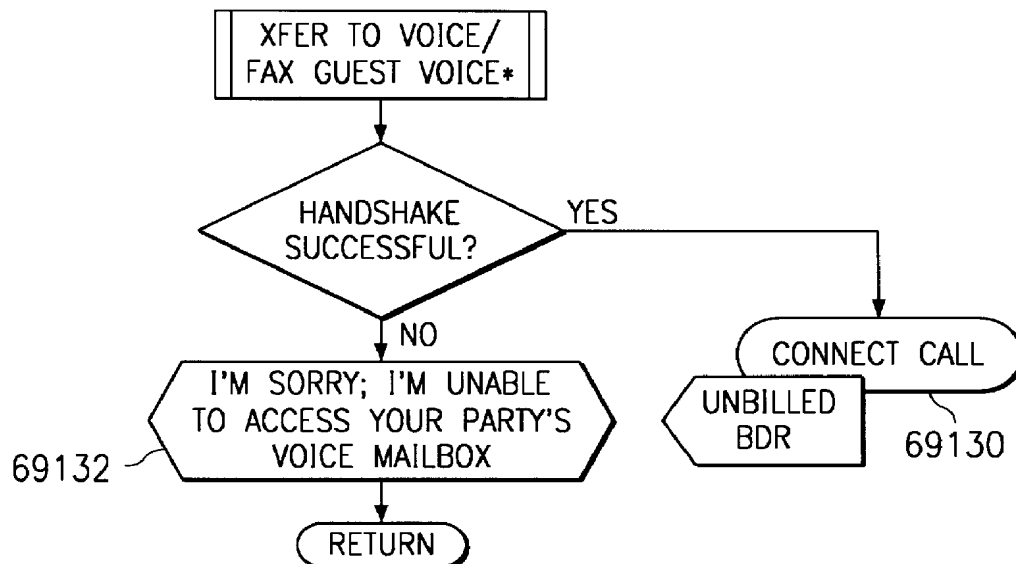 XFER TO VOICE/
FAX GUEST VOICE*
HANDSHAKE
SUCCESSFUL?
YES
NO
CONNECT CALL
UNBILLED
BDR
69130
I'M SORRY; I'M UNABLE
TO ACCESS YOUR PARTY'S
VOICE MAILBOX
69132
RETURN